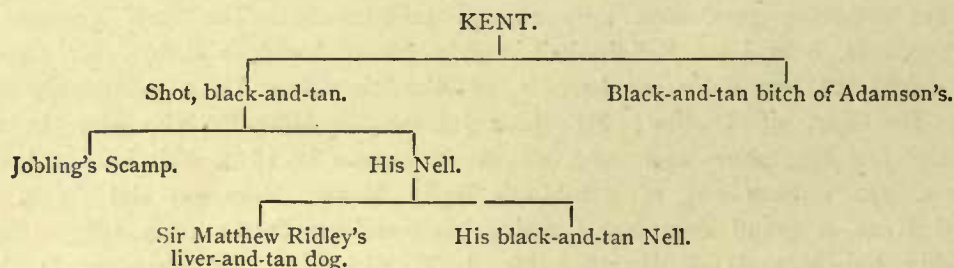 KENT.
Shot, black-and-tan. Black-and-tan bitch of Adamson's.
Jobling's Scamp. His Nell.
Sir Matthew Ridley's His black-and-tan Nell.
liver-and-tan dog.